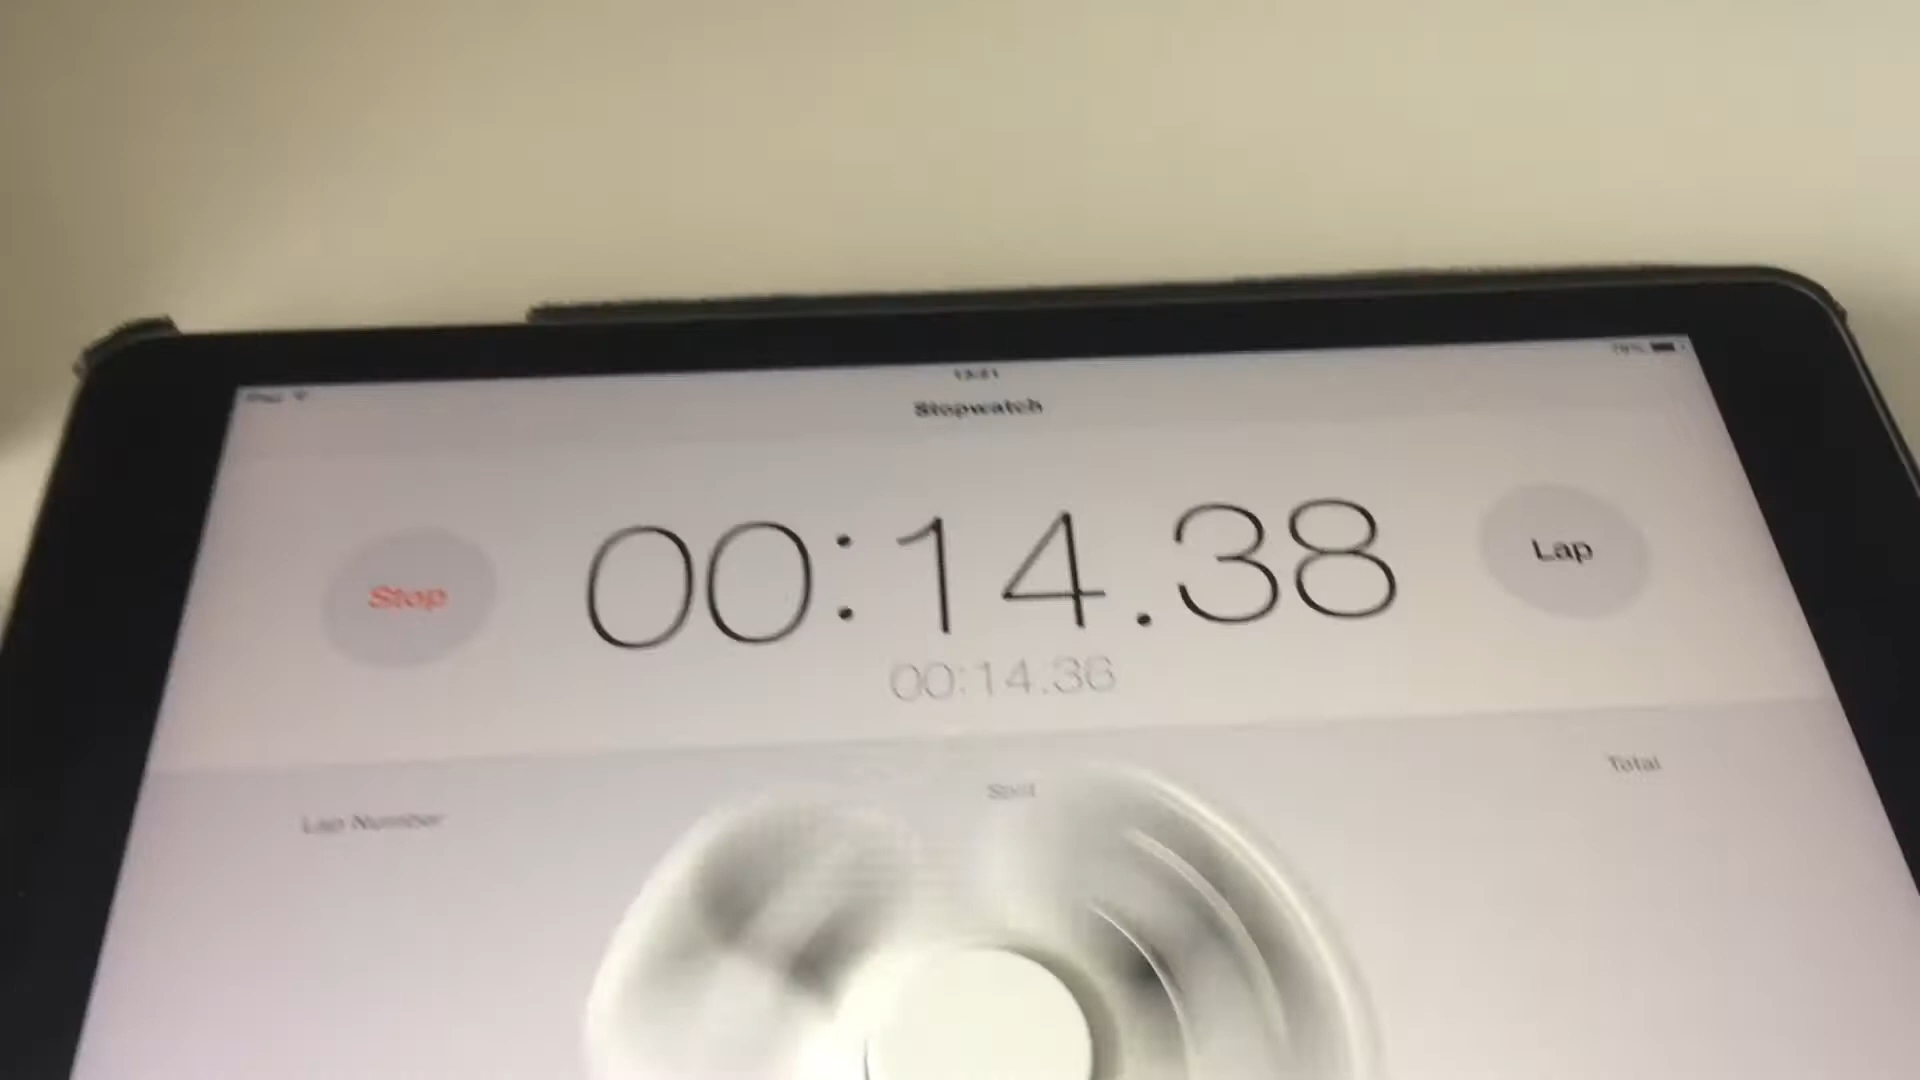 Stopwatch
Stop
00:14.38
Lap
00:14.36
Lap Number
Split
Total